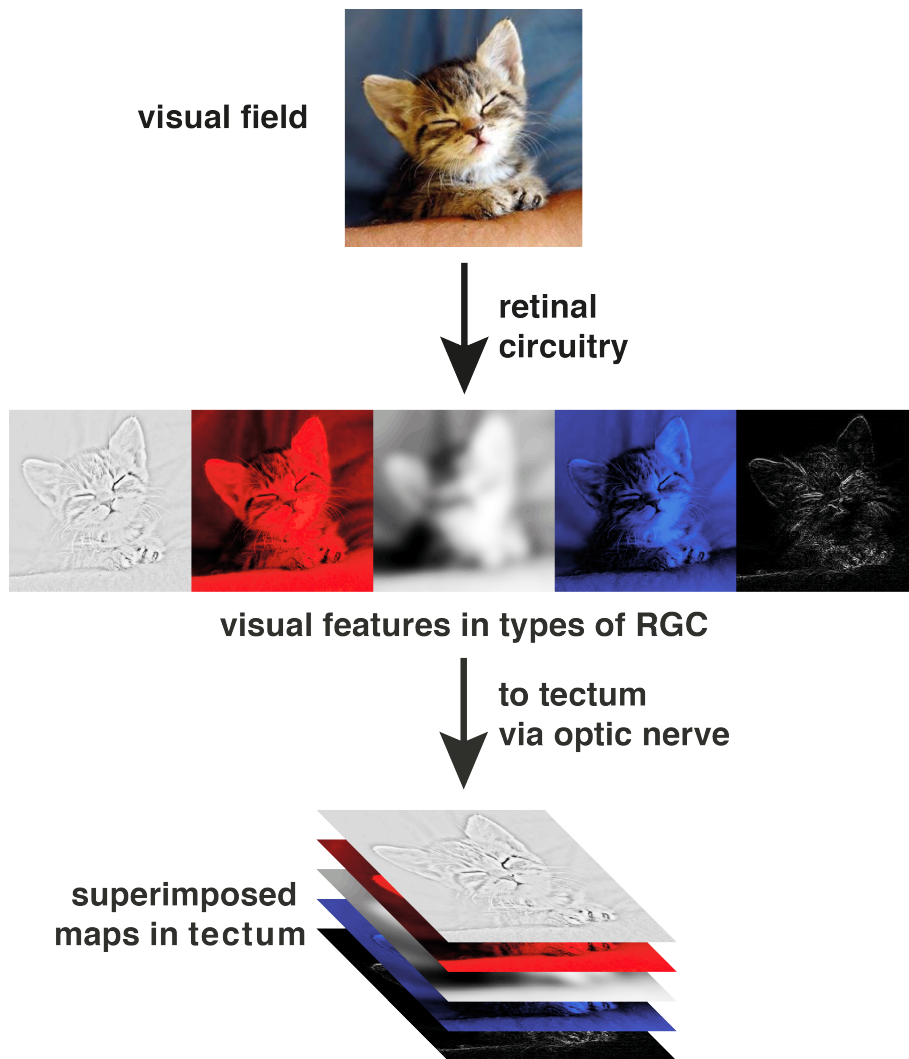 visual field
retinal
circuitry
visual features in types of RGC
to tectum
via optic nerve
superimposed
maps in tectum